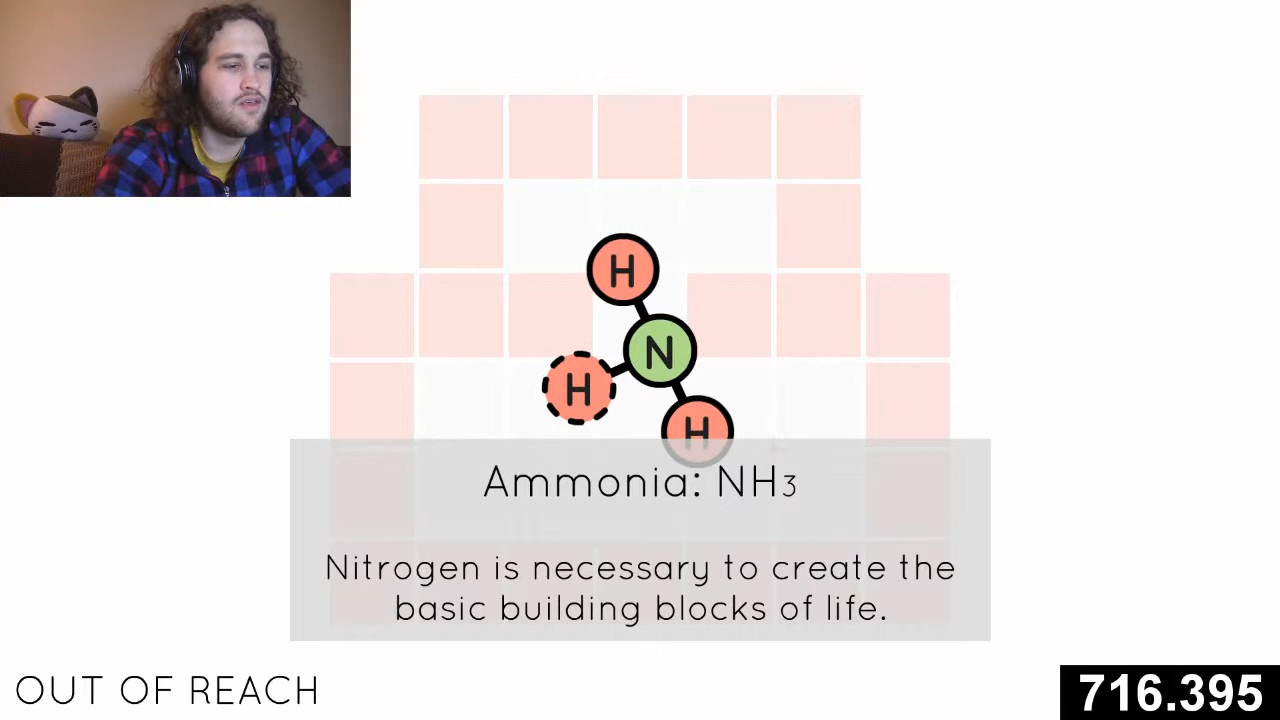 H
N
H
H
Ammonia: NH3
Nitrogen is necessary to create the
basic building blocks of life.
OUT OF REACH
716.395